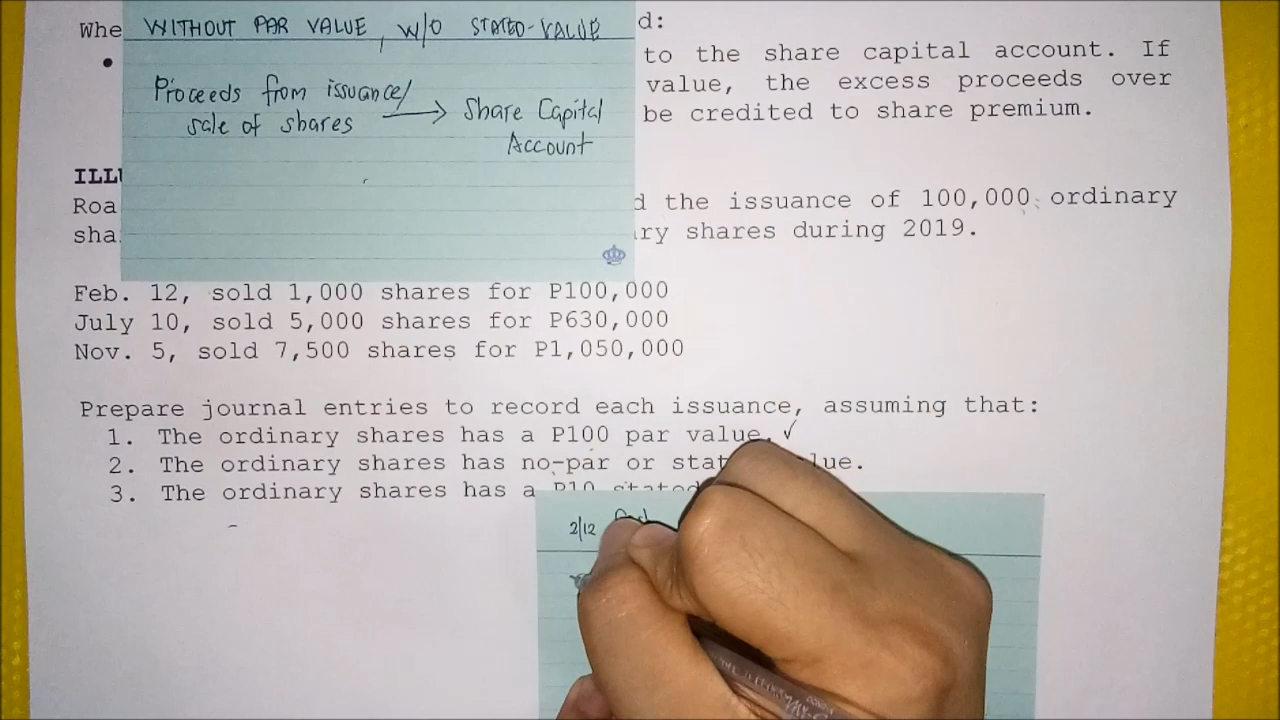 Whe WITHOUT PAR VALUE, W/O STATED-VALUE d:
• to the share capital account. If
Proceeds from issuance/ value, the excess proceeds over
sale of shares → Share Capital be credited to share premium.
Account
ILLU
Roa d the issuance of 100,000 ordinary
sha ry shares during 2019.
Feb. 12, sold 1,000 shares for P100,000
July 10, sold 5,000 shares for P630,000
Nov. 5, sold 7,500 shares for P1,050,000
Prepare journal entries to record each issuance, assuming that:
1. The ordinary shares has a P100 par value. ✓
2. The ordinary shares has no-par or stat lue.
3. The ordinary shares has a P10 stated
2/12